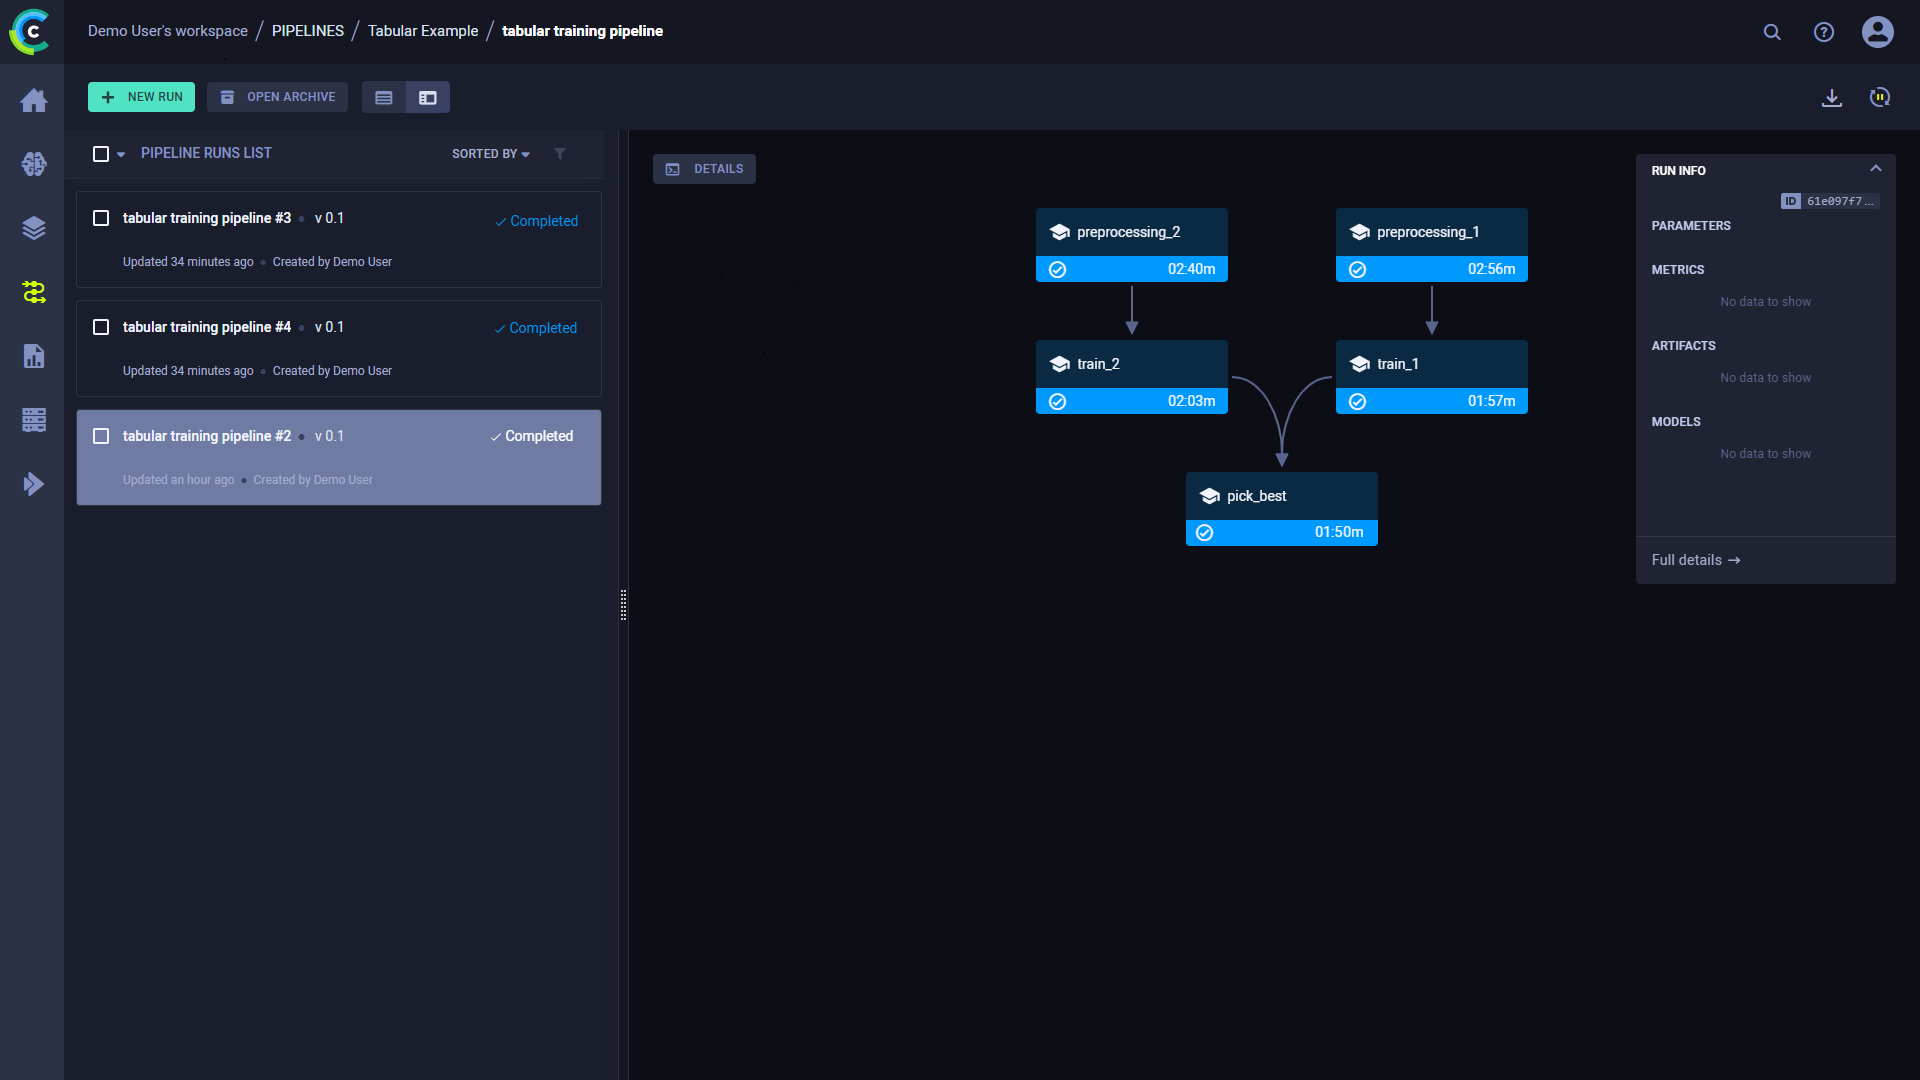 Demo User's workspace / PIPELINES / Tabular Example / tabular training pipeline
NEW RUN
OPEN ARCHIVE
PIPELINE RUNS LIST
SORTED BY
tabular training pipeline #3 v 0.1
Completed
Updated 34 minutes ago Created by Demo User
tabular training pipeline #4 v 0.1
Completed
Updated 34 minutes ago Created by Demo User
tabular training pipeline #2 v 0.1
Completed
Updated an hour ago Created by Demo User
DETAILS
preprocessing_2
02:40m
preprocessing_1
02:56m
train_2
02:03m
train_1
01:57m
pick_best
01:50m
RUN INFO
ID 61e097f7...
PARAMETERS
METRICS
No data to show
ARTIFACTS
No data to show
MODELS
No data to show
Full details →